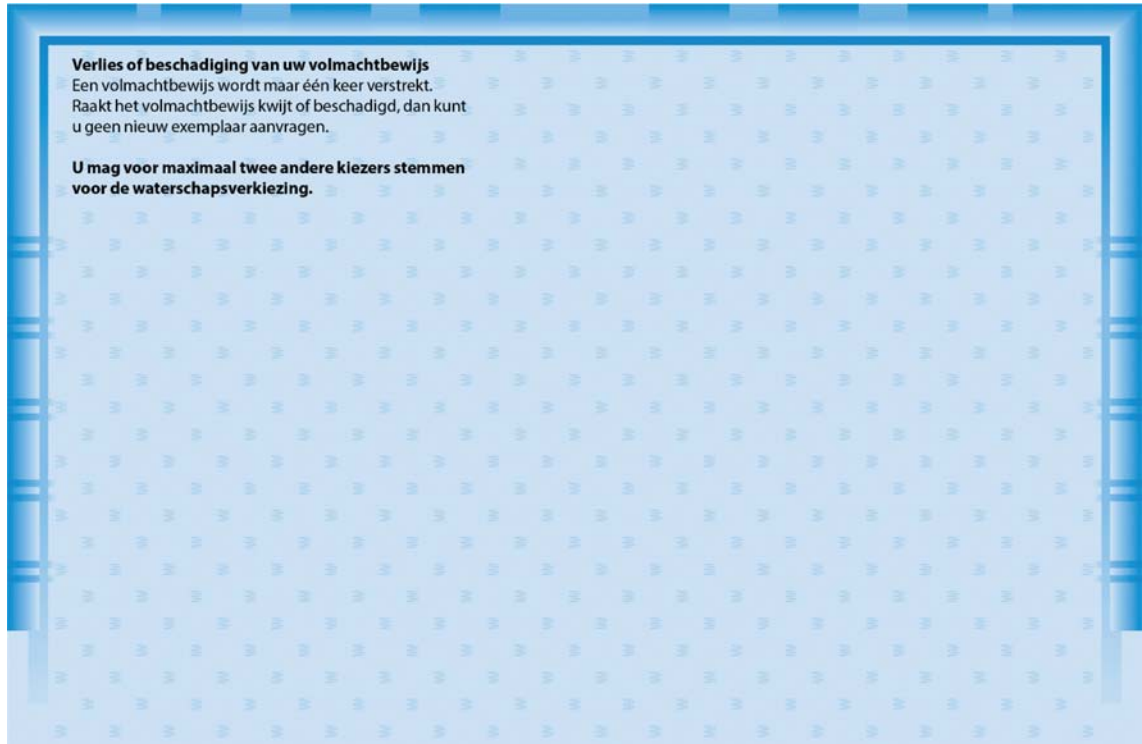 Verlies of beschadiging van uw volmachtbewijs
Een volmachtbewijs wordt maar één keer verstrekt.
Raakt het volmachtbewijs kwijt of beschadigd, dan kunt
u geen nieuw exemplaar aanvragen.
U mag voor maximaal twee andere kiezers stemmen
voor de waterschapsverkiezing.